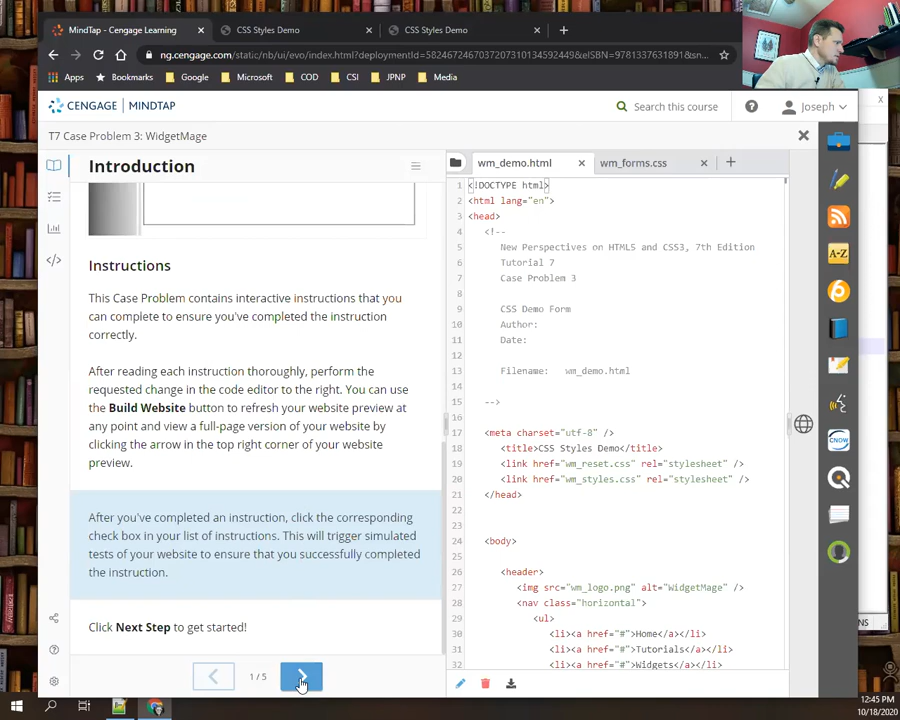 MindTap - Cengage Learning
CSS Styles Demo
CSS Styles Demo
ng.cengage.com/static/nb/ui/evo/index.html?deploymentId=5824672467037207310134592449&eISBN=9781337631891&sn...
Apps
Bookmarks
Google
Microsoft
COD
CSI
JPNP
Media
CENGAGE | MINDTAP
Search this course
Joseph
T7 Case Problem 3: WidgetMage
Introduction
Instructions
This Case Problem contains interactive instructions that you
can complete to ensure you've completed the instruction
correctly.
After reading each instruction thoroughly, perform the
requested change in the code editor to the right. You can use
the Build Website button to refresh your website preview at
any point and view a full-page version of your website by
clicking the arrow in the top right corner of your website
preview.
After you've completed an instruction, click the corresponding
check box in your list of instructions. This will trigger simulated
tests of your website to ensure that you successfully completed
the instruction.
Click Next Step to get started!
1 / 5
wm_demo.html
wm_forms.css
1 <!DOCTYPE html>
2 <html lang="en">
3 <head>
4 <!--
5 New Perspectives on HTML5 and CSS3, 7th Edition
6 Tutorial 7
7 Case Problem 3
8
9 CSS Demo Form
10 Author:
11 Date:
12
13 Filename: wm_demo.html
14
15 -->
16
17 <meta charset="utf-8" />
18 <title>CSS Styles Demo</title>
19 <link href="wm_reset.css" rel="stylesheet" />
20 <link href="wm_styles.css" rel="stylesheet" />
21 </head>
22
23
24 <body>
25
26 <header>
27 <img src="wm_logo.png" alt="WidgetMage" />
28 <nav class="horizontal">
29 <ul>
30 <li><a href="#">Home</a></li>
31 <li><a href="#">Tutorials</a></li>
32 <li><a href="#">Widgets</a></li>
A-Z
CNOW
NS
12:45 PM
10/18/2020